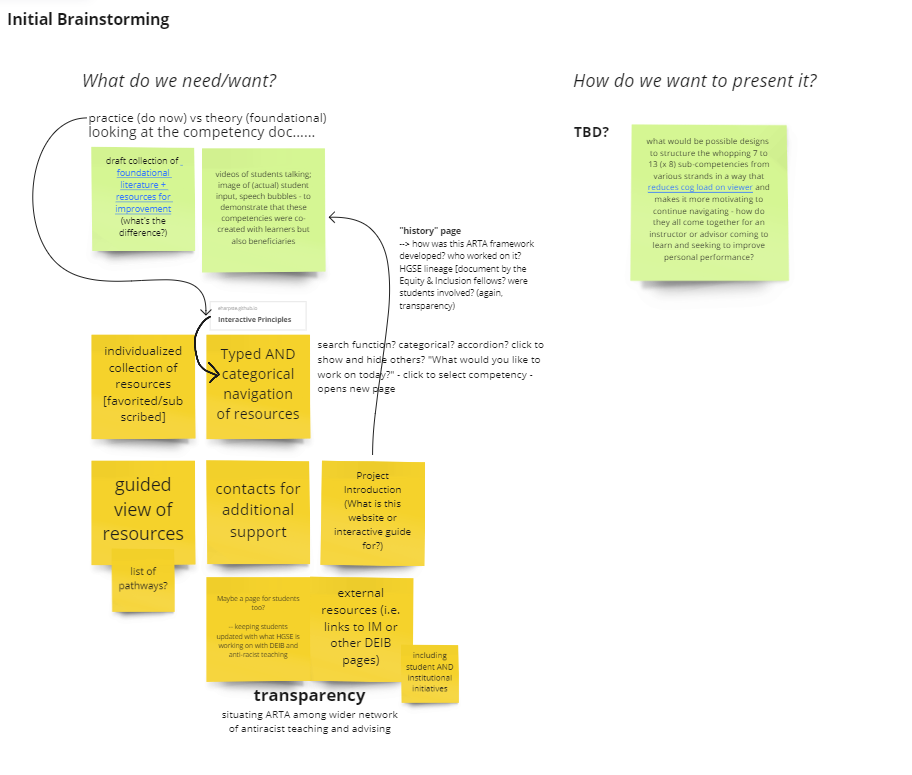 Initial Brainstorming
What do we need/want?
How do we want to present it?
practice (do now) vs theory (foundational)
looking at the competency doc......
TBD?
draft collection of
foundational
literature +
resources for
improvement
(what's the
difference?)
videos of students talking;
image of (actual) student
input, speech bubbles - to
demonstrate that these
competencies were co-
created with learners but
also beneficiaries
what would be possible designs
to structure the whopping 7 to
13 (x 8) sub-competencies from
various strands in a way that
reduces cog load on viewer and
makes it more motivating to
continue navigating - how do
they all come together for an
instructor or advisor coming to
learn and seeking to improve
personal performance?
"history" page
--> how was this ARTA framework
developed? who worked on it?
HGSE lineage [document by the
Equity & Inclusion fellows? were
students involved? (again,
transparency)
Interactive Principles
individualized
collection of
resources
[favorited/sub
scribed]
Typed AND
categorical
navigation
of resources
search function? categorical? accordion? click to
show and hide others? "What would you like to
work on today?" - click to select competency -
opens new page
guided
view of
resources
contacts for
additional
support
Project
Introduction
(What is this
website or
interactive guide
for?)
list of
pathways?
Maybe a page for students
too?
-- keeping students
updated with what HGSE is
working on with DEIB and
anti-racist teaching
external
resources (i.e.
links to IM or
other DEIB
pages)
including
student AND
institutional
initiatives
transparency
situating ARTA among wider network
of antiracist teaching and advising